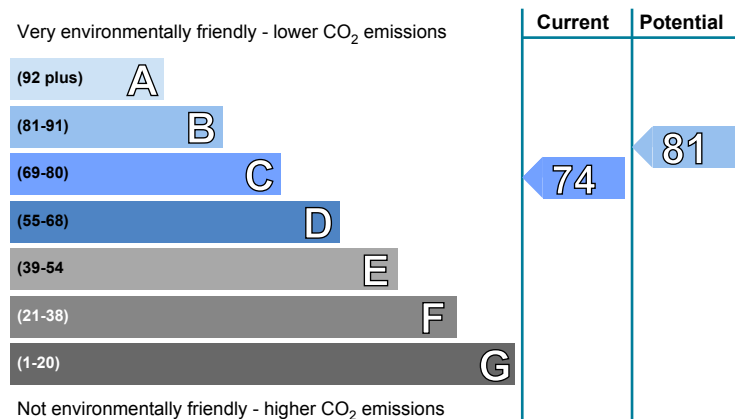 Very environmentally friendly - lower CO₂ emissions
Current
Potential
(92 plus) A
(81-91) B
(69-80) C
(55-68) D
(39-54 E
(21-38) F
(1-20) G
74
81
Not environmentally friendly - higher CO₂ emissions